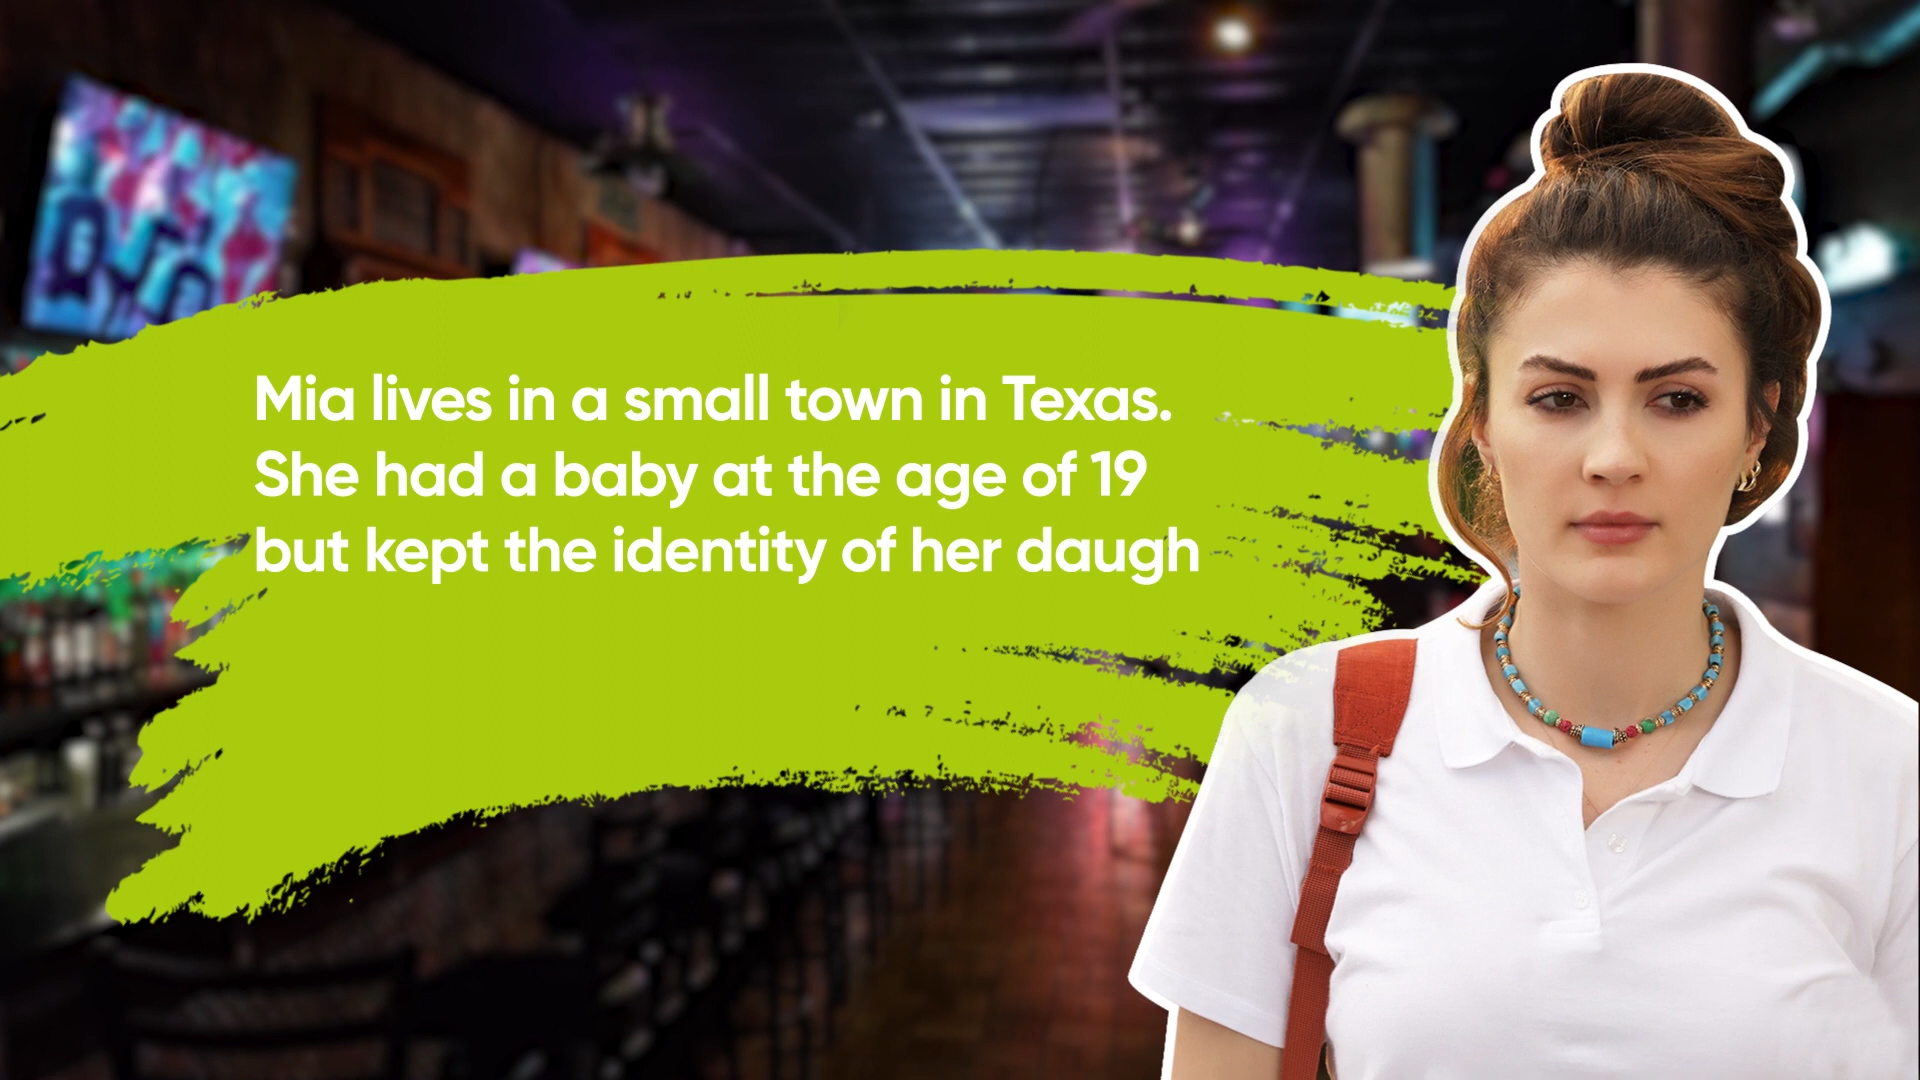 Mia lives in a small town in Texas.
She had a baby at the age of 19
but kept the identity of her daugh